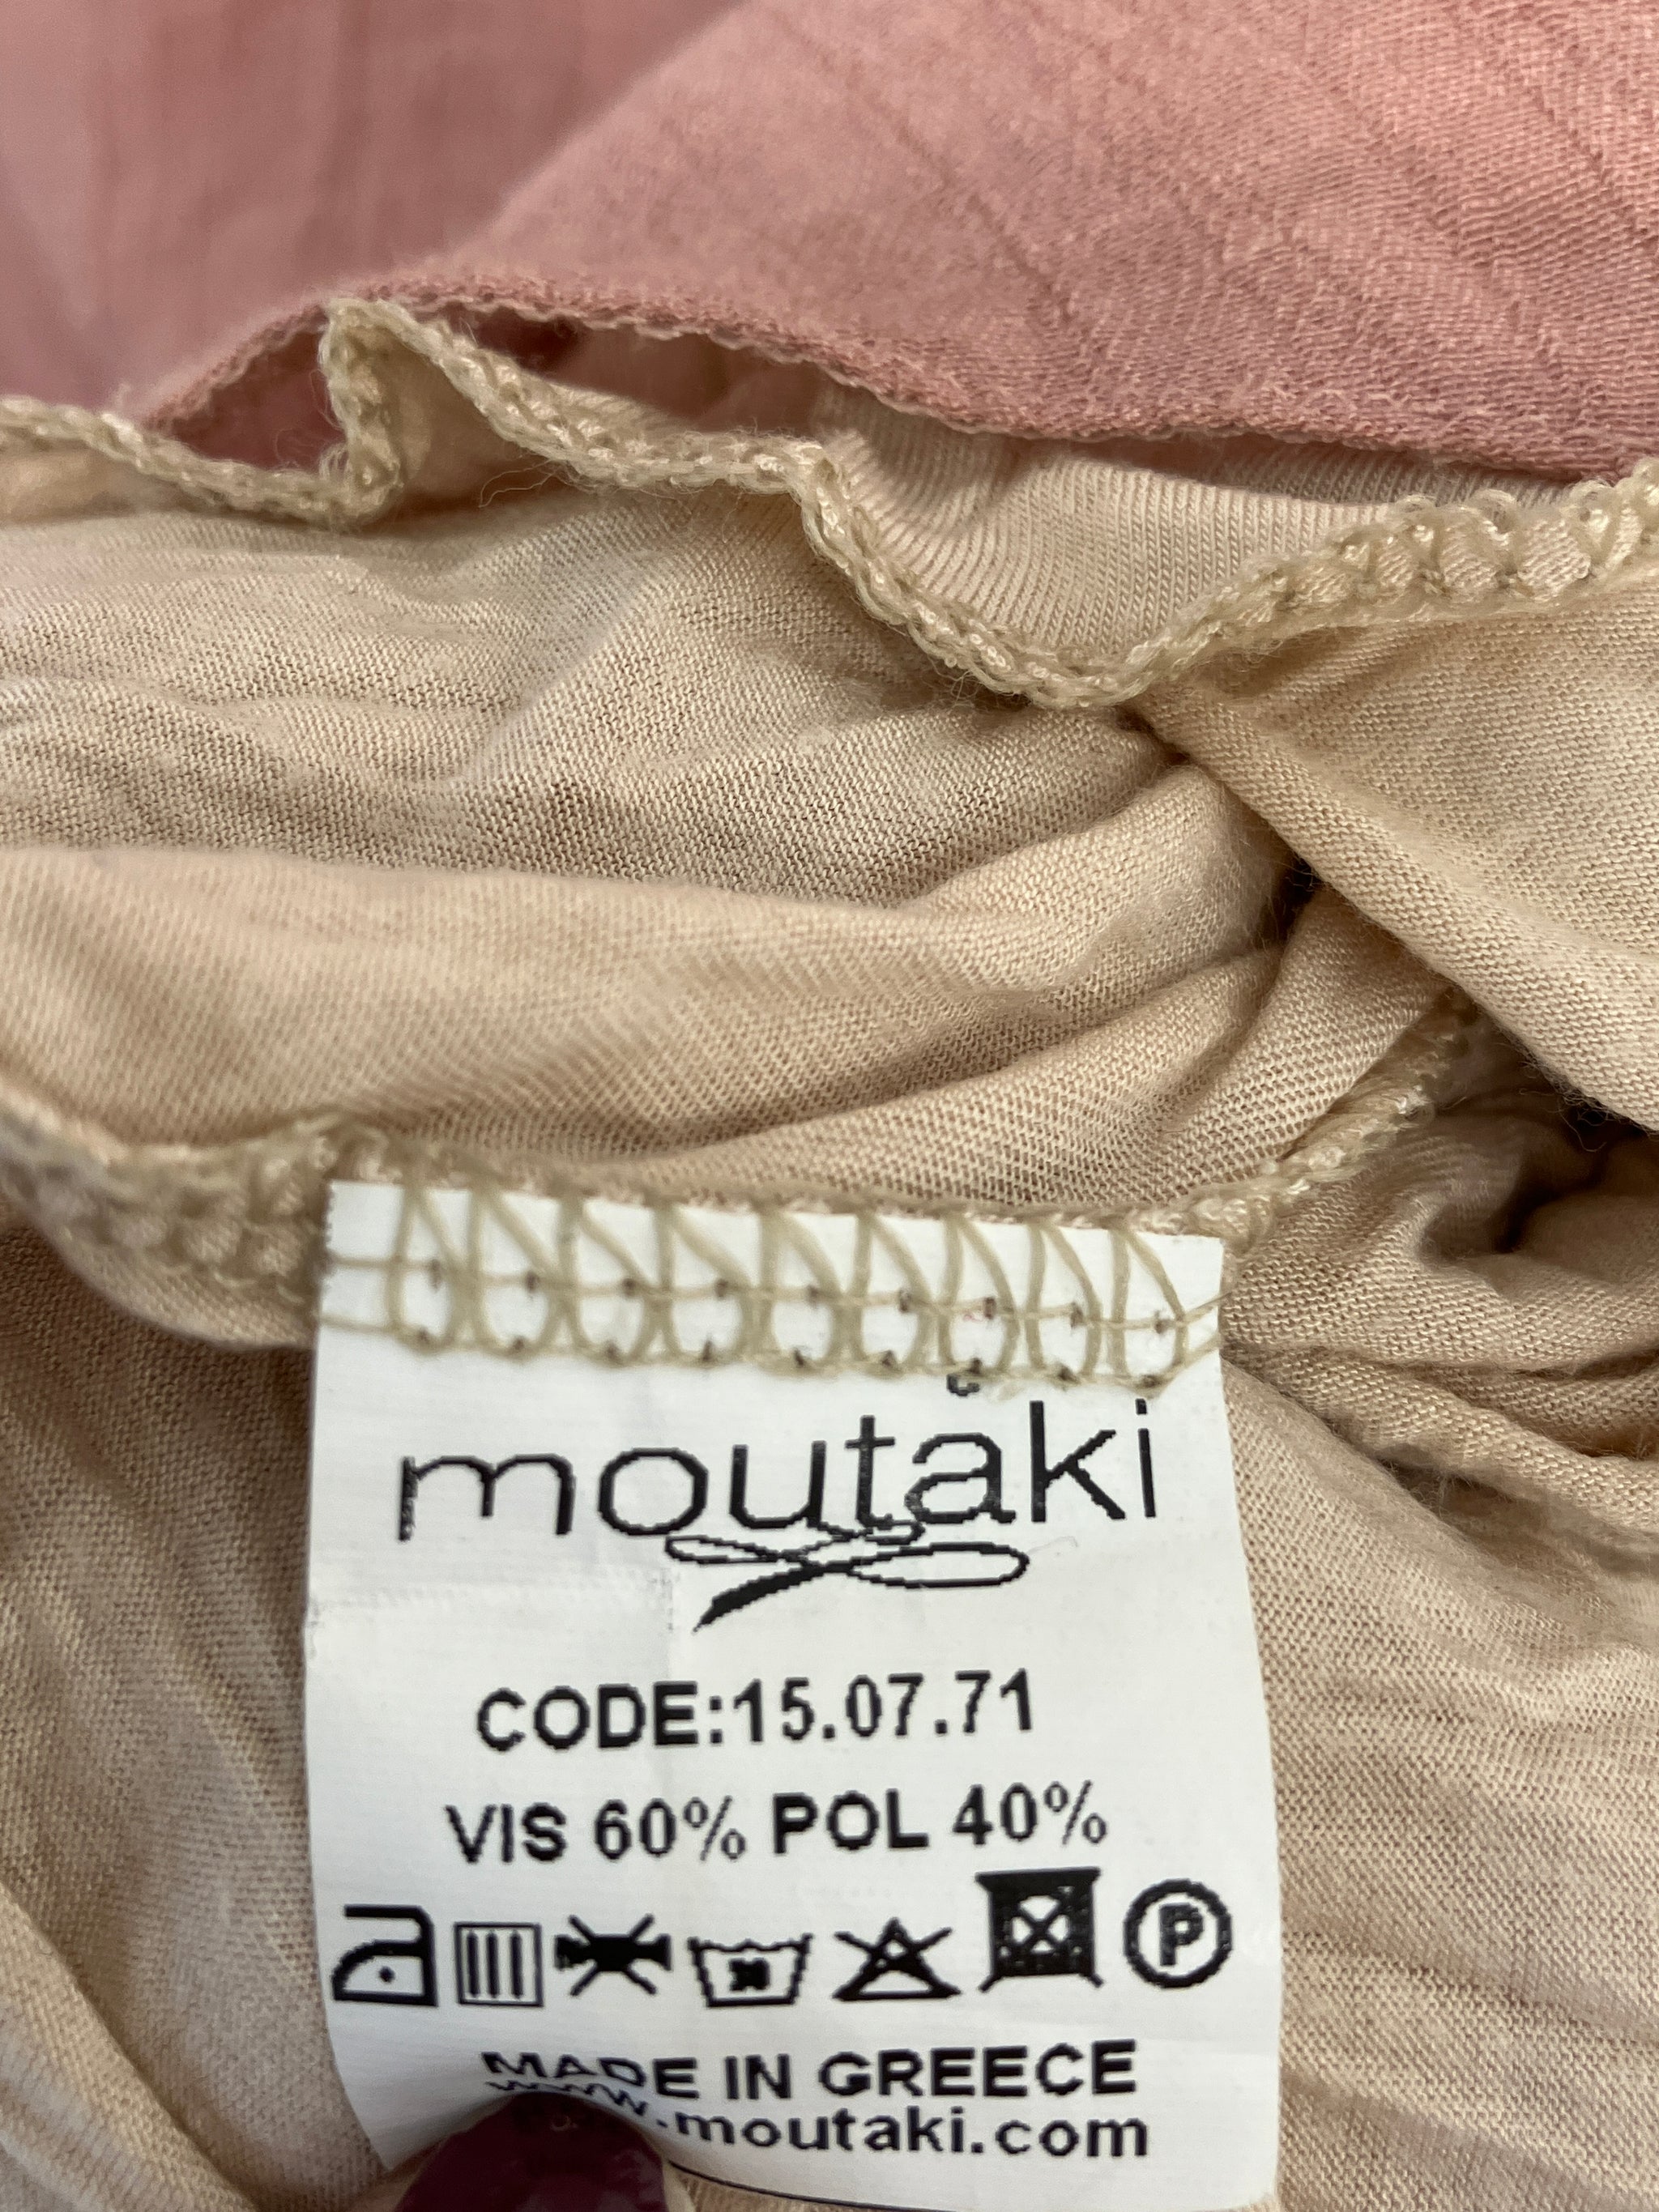 moutaki
CODE:15.07.71
VIS 60% POL 40%
P
MADE IN GREECE
www.moutaki.com